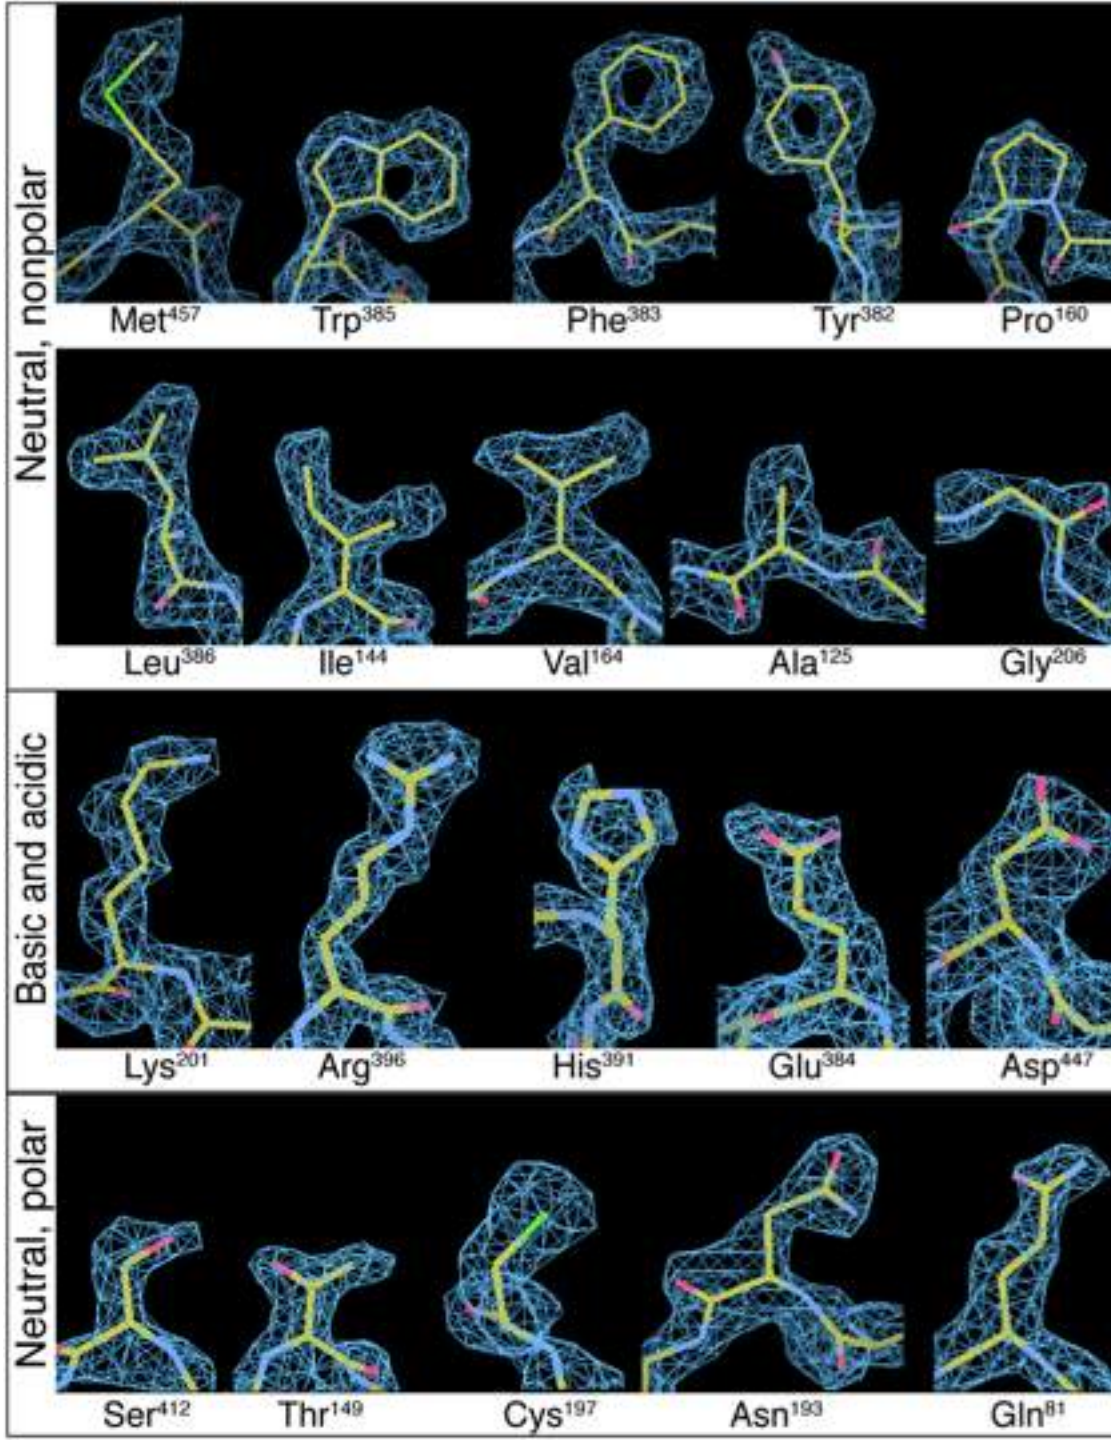 Neutral, nonpolar
Met457 Trp385 Phe383 Tyr382 Pro160
Leu386 Ile144 Val164 Ala125 Gly206
Basic and acidic
Lys201 Arg396 His391 Glu384 Asp447
Neutral, polar
Ser412 Thr149 Cys197 Asn193 Gln81